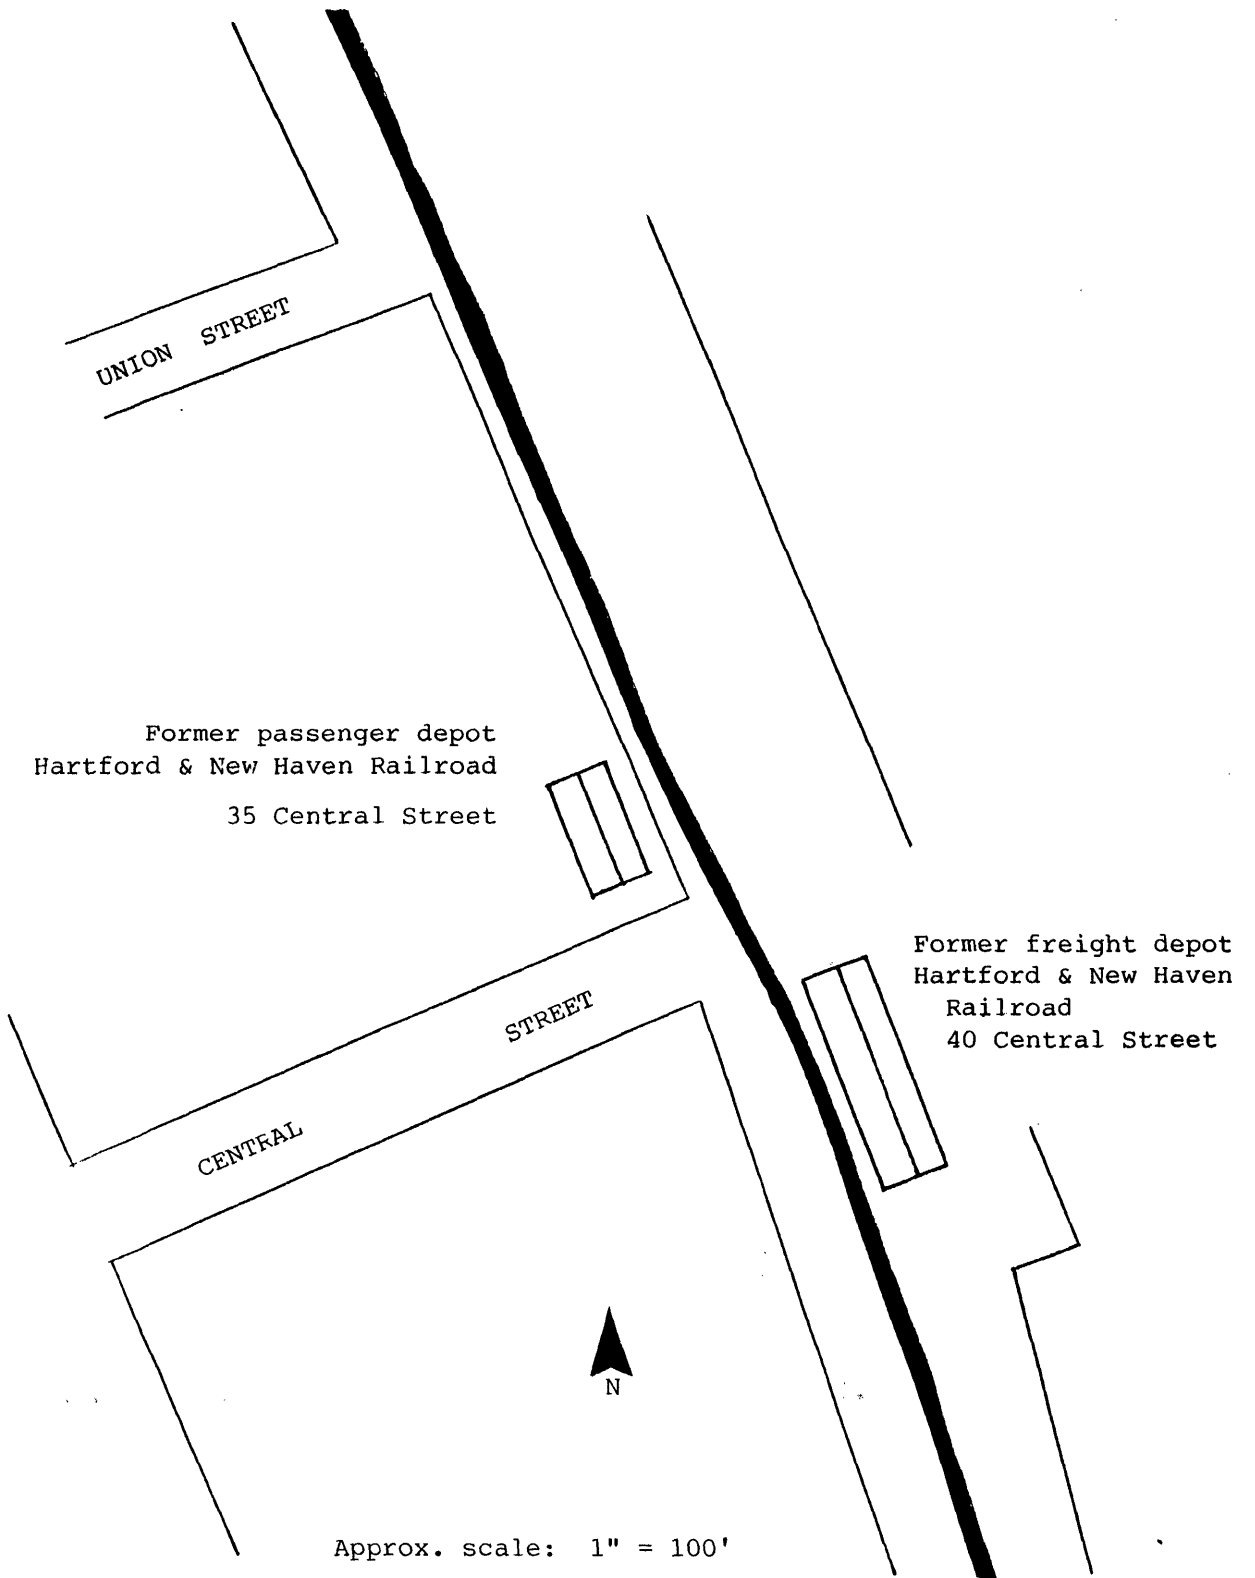 UNION STREET
Former passenger depot
Hartford & New Haven Railroad
35 Central Street
Former freight depot
Hartford & New Haven
Railroad
40 Central Street
CENTRAL STREET
N
Approx. scale: 1" = 100'